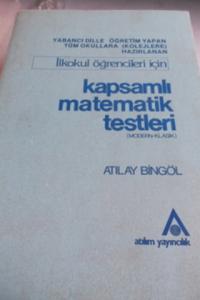 YABANCI DİLLE ÖĞRETİM YAPAN
TÜM OKULLARA (KOLEJLERE)
HAZIRLANAN
İlkokul öğrencileri için
kapsamlı
matematik
testleri
(MODERN-KLASİK)
ATILAY BİNGÖL
atılım yayıncılık